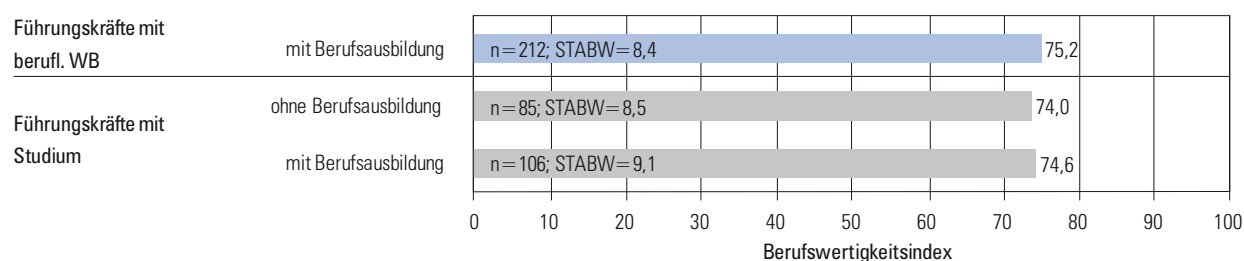 Führungskräfte mit
berufl. WB
mit Berufsausbildung
n=212; STABW=8,4
75,2
Führungskräfte mit
Studium
ohne Berufsausbildung
n=85; STABW=8,5
74,0
mit Berufsausbildung
n=106; STABW=9,1
74,6
0 10 20 30 40 50 60 70 80 90 100
Berufswertigkeitsindex